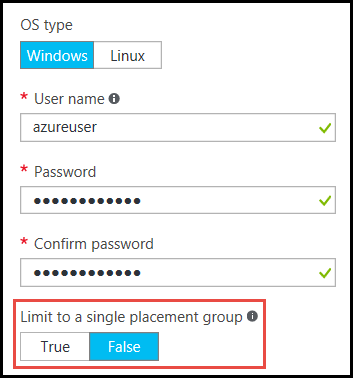 OS type
Windows Linux
* User name
azureuser
* Password
●●●●●●●●●●●●
* Confirm password
●●●●●●●●●●●●
Limit to a single placement group
True False